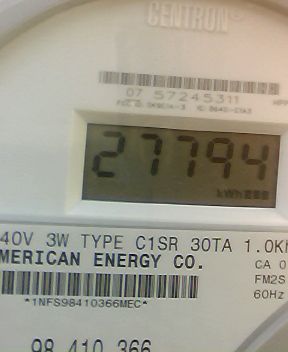 CENTRON®
07 57245311
27794
kWh
40V 3W TYPE C1SR 30TA 1.0K
MERICAN ENERGY CO.
CA 0
FM2S
60Hz
*1NFS98410366MEC*
98 410 366